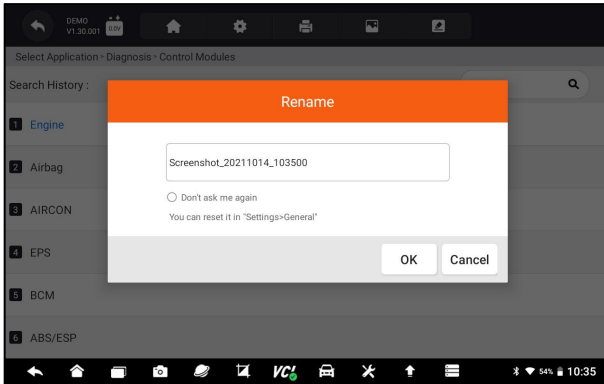 DEMO
V1.30.001
0.0V
Select Application > Diagnosis > Control Modules
Search History :
Rename
1 Engine
Screenshot_20211014_103500
2 Airbag
Don't ask me again
3 AIRCON
You can reset it in "Settings>General"
4 EPS
OK Cancel
5 BCM
6 ABS/ESP
VCI
54% 10:35